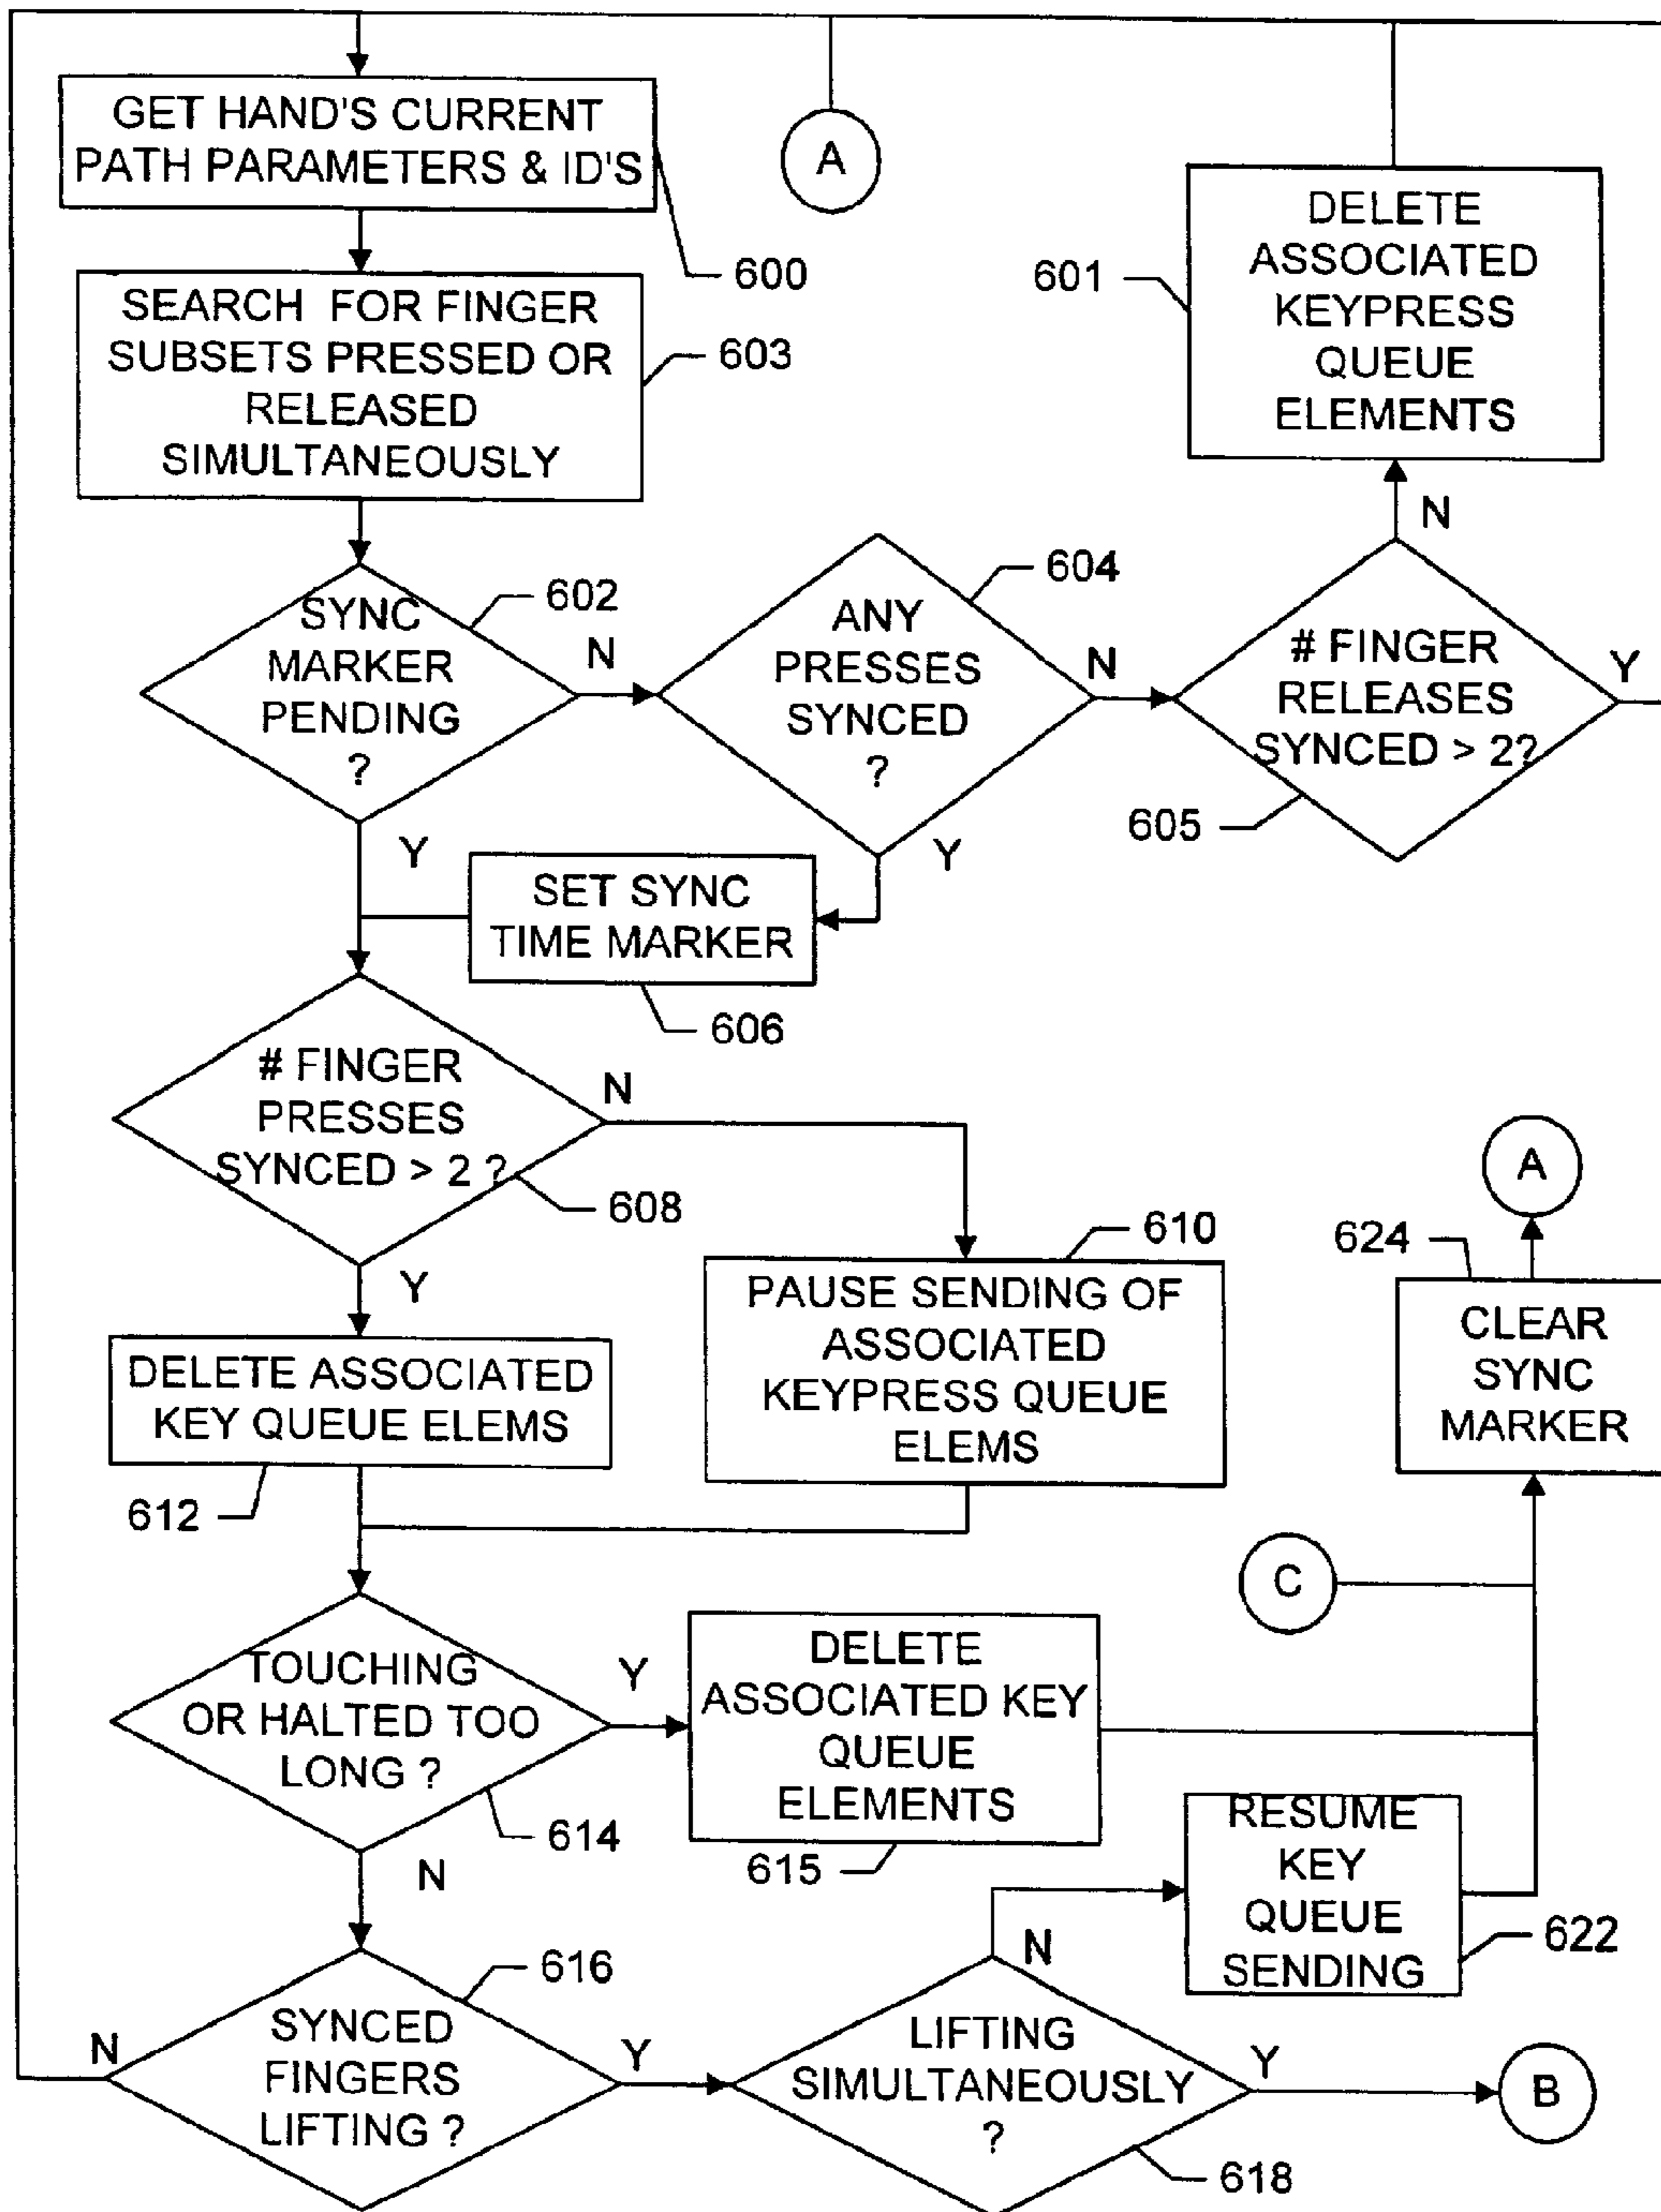 GET HAND'S CURRENT
PATH PARAMETERS & ID'S
600
A
DELETE
ASSOCIATED
KEYPRESS
QUEUE
ELEMENTS
601
SEARCH FOR FINGER
SUBSETS PRESSED OR
RELEASED
SIMULTANEOUSLY
603
SYNC
MARKER
PENDING
?
602
N
Y
ANY
PRESSES
SYNCED
?
604
N
Y
# FINGER
RELEASES
SYNCED > 2?
605
N
Y
SET SYNC
TIME MARKER
606
# FINGER
PRESSES
SYNCED > 2 ?
608
N
Y
PAUSE SENDING OF
ASSOCIATED
KEYPRESS QUEUE
ELEMS
610
DELETE ASSOCIATED
KEY QUEUE ELEMS
612
A
624
CLEAR
SYNC
MARKER
C
TOUCHING
OR HALTED TOO
LONG ?
614
Y
N
DELETE
ASSOCIATED KEY
QUEUE
ELEMENTS
615
RESUME
KEY
QUEUE
SENDING
622
SYNCED
FINGERS
LIFTING ?
616
N
Y
LIFTING
SIMULTANEOUSLY
?
618
N
Y
B